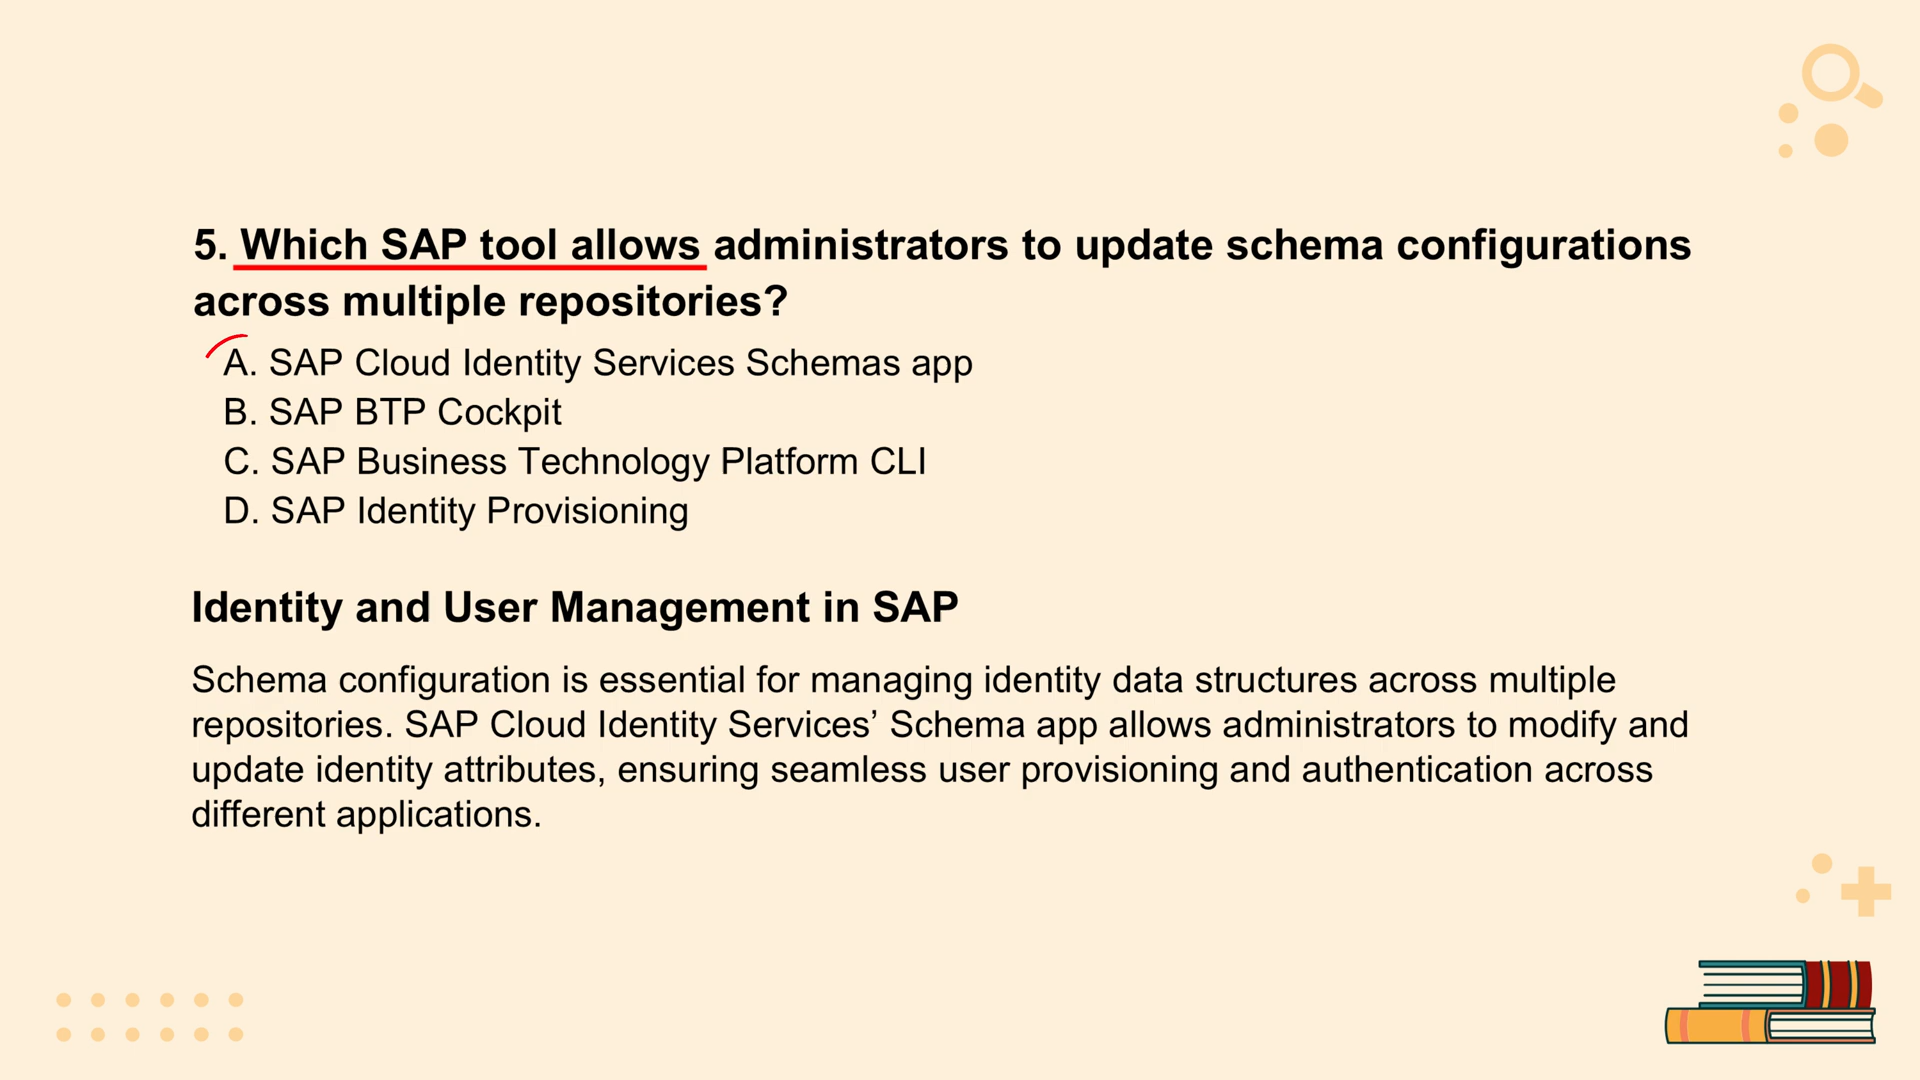 5. Which SAP tool allows administrators to update schema configurations
across multiple repositories?
A. SAP Cloud Identity Services Schemas app
B. SAP BTP Cockpit
C. SAP Business Technology Platform CLI
D. SAP Identity Provisioning
Identity and User Management in SAP
Schema configuration is essential for managing identity data structures across multiple
repositories. SAP Cloud Identity Services’ Schema app allows administrators to modify and
update identity attributes, ensuring seamless user provisioning and authentication across
different applications.